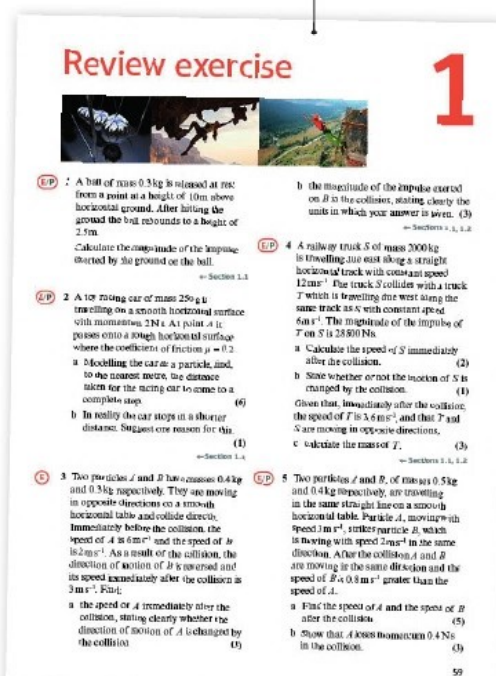 Review exercise
1
E/P 1 A ball of mass 0.3 kg is released at rest
from a point at a height of 10 m above
horizontal ground. After hitting the
ground the ball rebounds to a height of
2.5 m.
Calculate the magnitude of the impulse
exerted by the ground on the ball.
← Section 1.1
E/P 2 A toy racing car of mass 250 g is
travelling on a smooth horizontal surface
with momentum 2 N s. At point A it
passes onto a rough horizontal surface
where the coefficient of friction μ = 0.2.
a Modelling the car as a particle, find,
to the nearest metre, the distance
taken for the racing car to come to a
complete stop. (6)
b In reality the car stops in a shorter
distance. Suggest one reason for this.
(1)
← Section 1.1
E 3 Two particles A and B have masses 0.4 kg
and 0.3 kg respectively. They are moving
in opposite directions on a smooth
horizontal table and collide directly.
Immediately before the collision, the
speed of A is 6 m s⁻¹ and the speed of B
is 2 m s⁻¹. As a result of the collision, the
direction of motion of B is reversed and
its speed immediately after the collision is
3 m s⁻¹. Find:
a the speed of A immediately after the
collision, stating clearly whether the
direction of motion of A is changed by
the collision (3)
b the magnitude of the impulse exerted
on B in the collision, stating clearly the
units in which your answer is given. (3)
← Sections 1.1, 1.2
E/P 4 A railway truck S of mass 2000 kg
is travelling due east along a straight
horizontal track with constant speed
12 m s⁻¹. The truck S collides with a truck
T which is travelling due west along the
same track as S with constant speed
6 m s⁻¹. The magnitude of the impulse of
T on S is 28 800 N s.
a Calculate the speed of S immediately
after the collision. (2)
b State whether or not the motion of S is
changed by the collision. (1)
Given that, immediately after the collision,
the speed of T is 3.6 m s⁻¹, and that T and
S are moving in opposite directions,
c calculate the mass of T. (3)
← Sections 1.1, 1.2
E/P 5 Two particles A and B, of masses 0.5 kg
and 0.4 kg respectively, are travelling
in the same straight line on a smooth
horizontal table. Particle A, moving with
speed 3 m s⁻¹, strikes particle B, which
is moving with speed 2 m s⁻¹ in the same
direction. After the collision A and B
are moving in the same direction and the
speed of B is 0.8 m s⁻¹ greater than the
speed of A.
a Find the speed of A and the speed of B
after the collision. (5)
b Show that A loses momentum 0.4 N s
in the collision. (3)
59